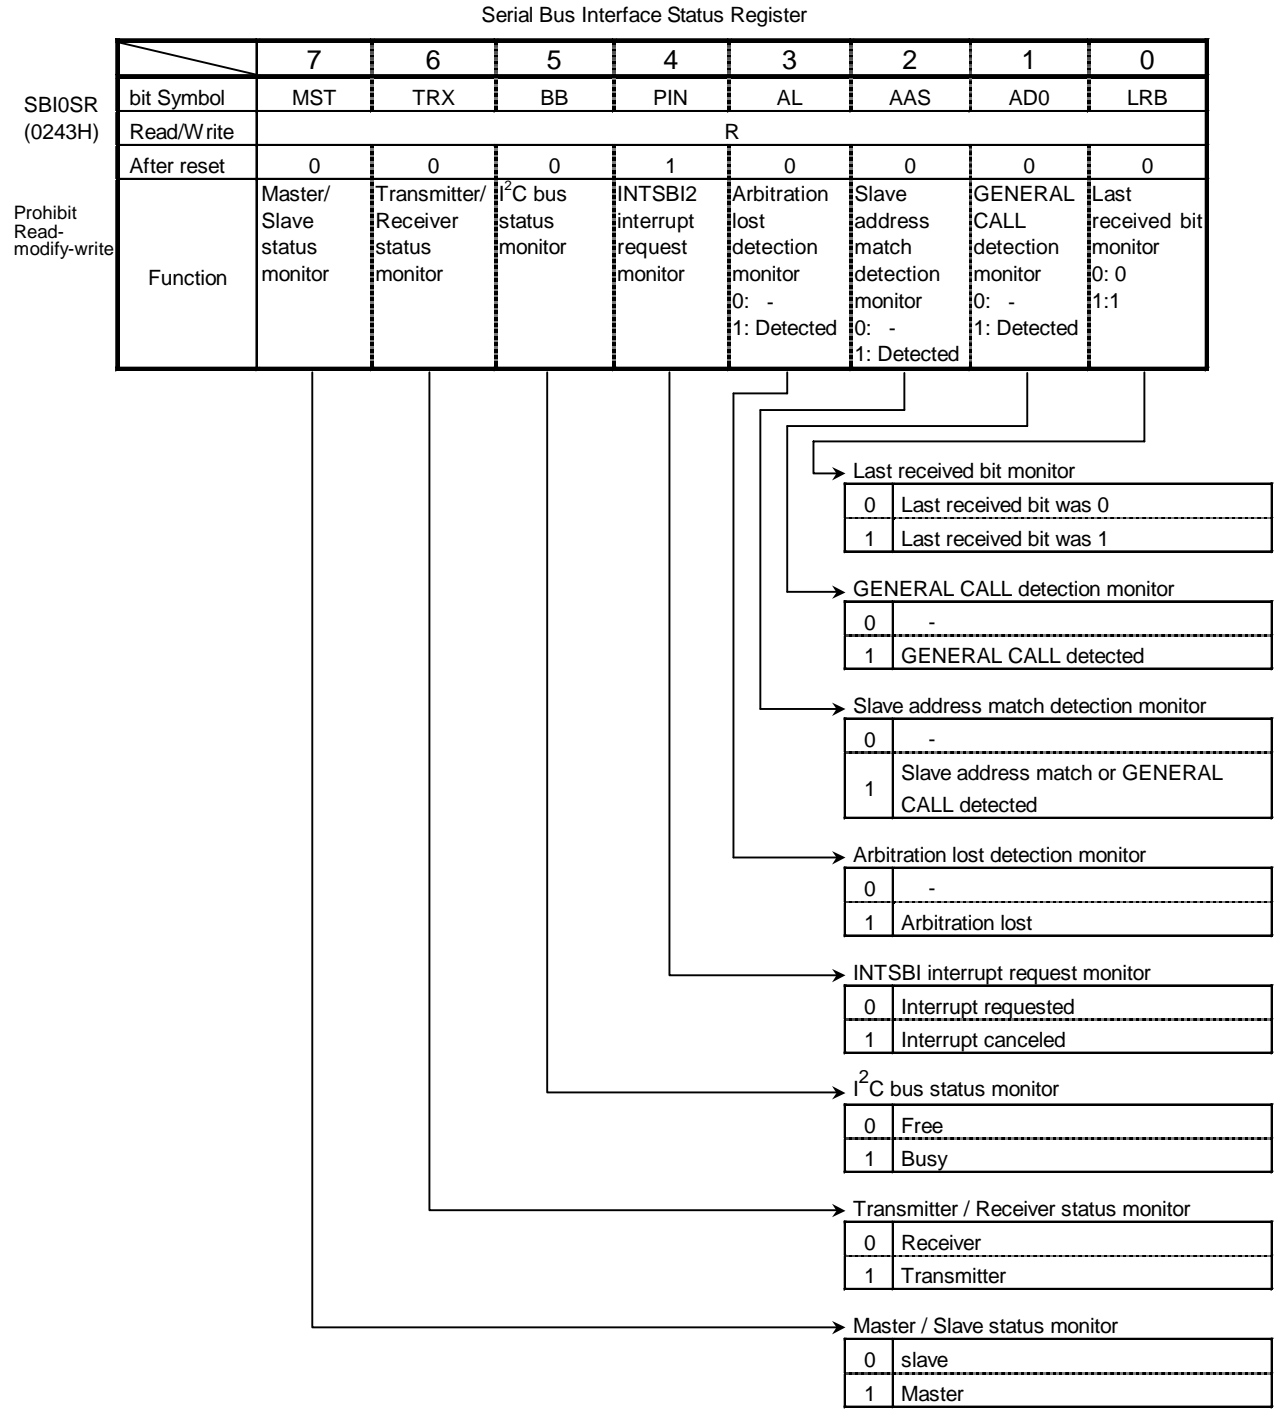 Serial Bus Interface Status Register
7 6 5 4 3 2 1 0
SBI0SR
(0243H)
bit Symbol MST TRX BB PIN AL AAS AD0 LRB
Read/Write R
After reset 0 0 0 1 0 0 0 0
Prohibit
Read-
modify-write
Function
Master/
Slave
status
monitor
Transmitter/
Receiver
status
monitor
I²C bus
status
monitor
INTSBI2
interrupt
request
monitor
Arbitration
lost
detection
monitor
0: -
1: Detected
Slave
address
match
detection
monitor
0: -
1: Detected
GENERAL
CALL
detection
monitor
0: -
1: Detected
Last
received bit
monitor
0: 0
1:1
Last received bit monitor
0 Last received bit was 0
1 Last received bit was 1
GENERAL CALL detection monitor
0 -
1 GENERAL CALL detected
Slave address match detection monitor
0 -
1 Slave address match or GENERAL
CALL detected
Arbitration lost detection monitor
0 -
1 Arbitration lost
INTSBI interrupt request monitor
0 Interrupt requested
1 Interrupt canceled
I²C bus status monitor
0 Free
1 Busy
Transmitter / Receiver status monitor
0 Receiver
1 Transmitter
Master / Slave status monitor
0 slave
1 Master